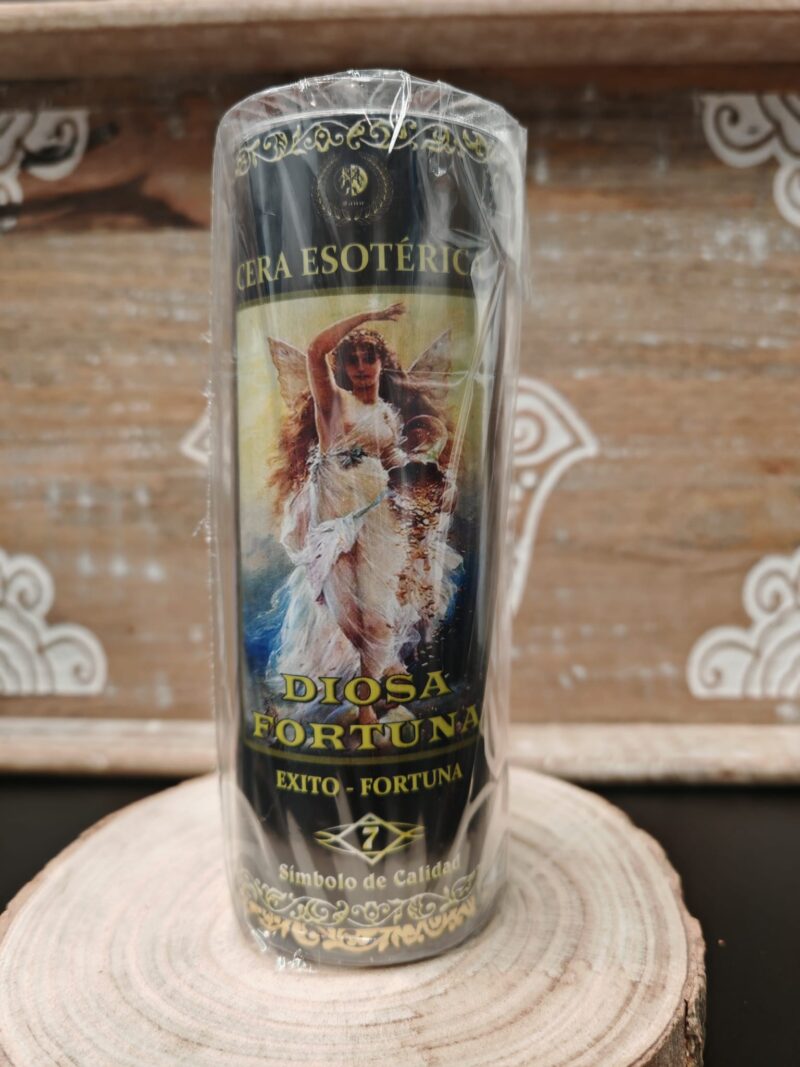 CERA ESOTÉRIC
DIOSA
FORTUNA
EXITO - FORTUNA
7
Símbolo de Calidad